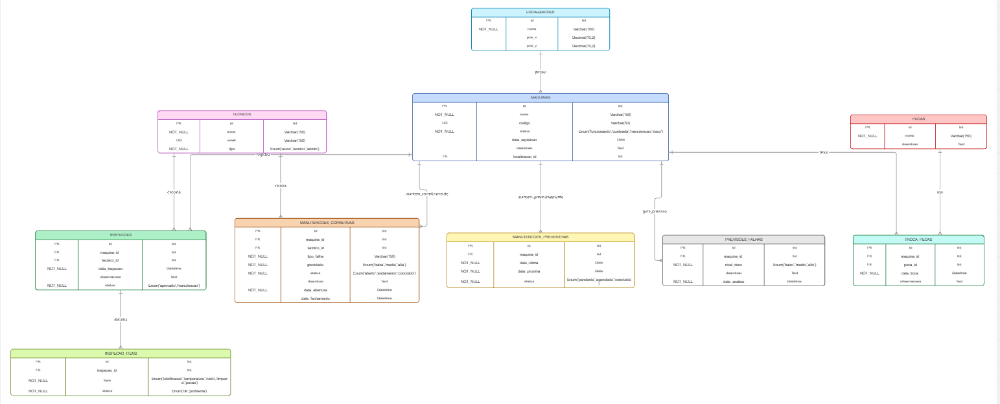 LOCALIZACOES
PK id Int
NOT_NULL nome Varchar(100)
pos_x Decimal(10,2)
pos_y Decimal(10,2)
possui
MAQUINAS
PK id Int
NOT_NULL nome Varchar(150)
UQ codigo Varchar(50)
NOT_NULL status Enum('funcionando','quebrada','manutencao','risco')
data_aquisicao Date
descricao Text
FK localizacao_id Int
TECNICOS
PK id Int
NOT_NULL nome Varchar(150)
UQ email Varchar(150)
NOT_NULL tipo Enum('aluno','tecnico','admin')
PECAS
PK id Int
NOT_NULL nome Varchar(150)
descricao Text
registra
troca
executa
realiza
mantem_corretivamente
mantem_preventivamente
gera_previsao
usa
INSPECOES
PK id Int
FK maquina_id Int
FK tecnico_id Int
NOT_NULL data_inspecao Datetime
observacoes Text
NOT_NULL status Enum('aprovado','manutencao')
MANUTENCOES_CORRETIVAS
PK id Int
FK maquina_id Int
FK tecnico_id Int
NOT_NULL tipo_falha Varchar(150)
NOT_NULL gravidade Enum('baixa','media','alta')
NOT_NULL status Enum('aberto','andamento','concluido')
descricao Text
NOT_NULL data_abertura Datetime
data_fechamento Datetime
MANUTENCOES_PREVENTIVAS
PK id Int
FK maquina_id Int
NOT_NULL data_ultima Date
NOT_NULL data_proxima Date
NOT_NULL status Enum('pendente','agendada','concluida'
)
PREVISOES_FALHAS
PK id Int
FK maquina_id Int
NOT_NULL nivel_risco Enum('baixo','medio','alto')
descricao Text
NOT_NULL data_analise Datetime
TROCA_PECAS
PK id Int
FK maquina_id Int
FK peca_id Int
NOT_NULL data_troca Datetime
observacoes Text
detalha
INSPECAO_ITENS
PK id Int
FK inspecao_id Int
NOT_NULL item Enum('lubrificacao','temperatura','ruido','limpez
a','pecas')
NOT_NULL status Enum('ok','problema')